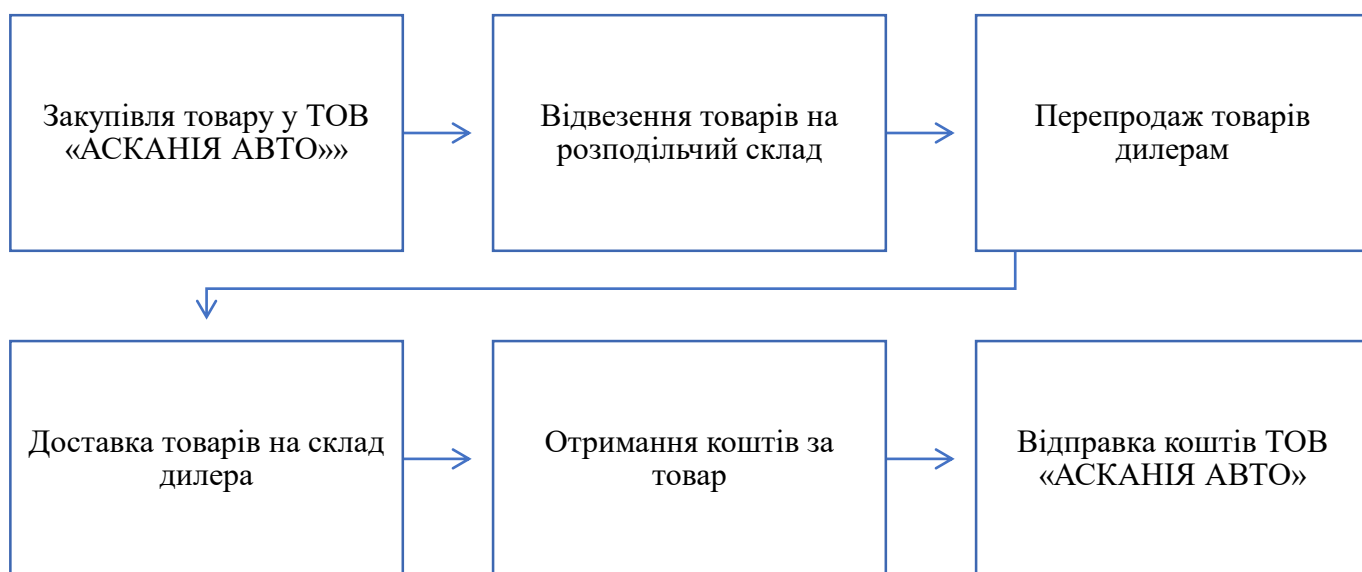 Закупівля товару у ТОВ
«АСКАНІЯ АВТО»»
Відвезення товарів на
розподільчий склад
Перепродаж товарів
дилерам
Доставка товарів на склад
дилера
Отримання коштів за
товар
Відправка коштів ТОВ
«АСКАНІЯ АВТО»